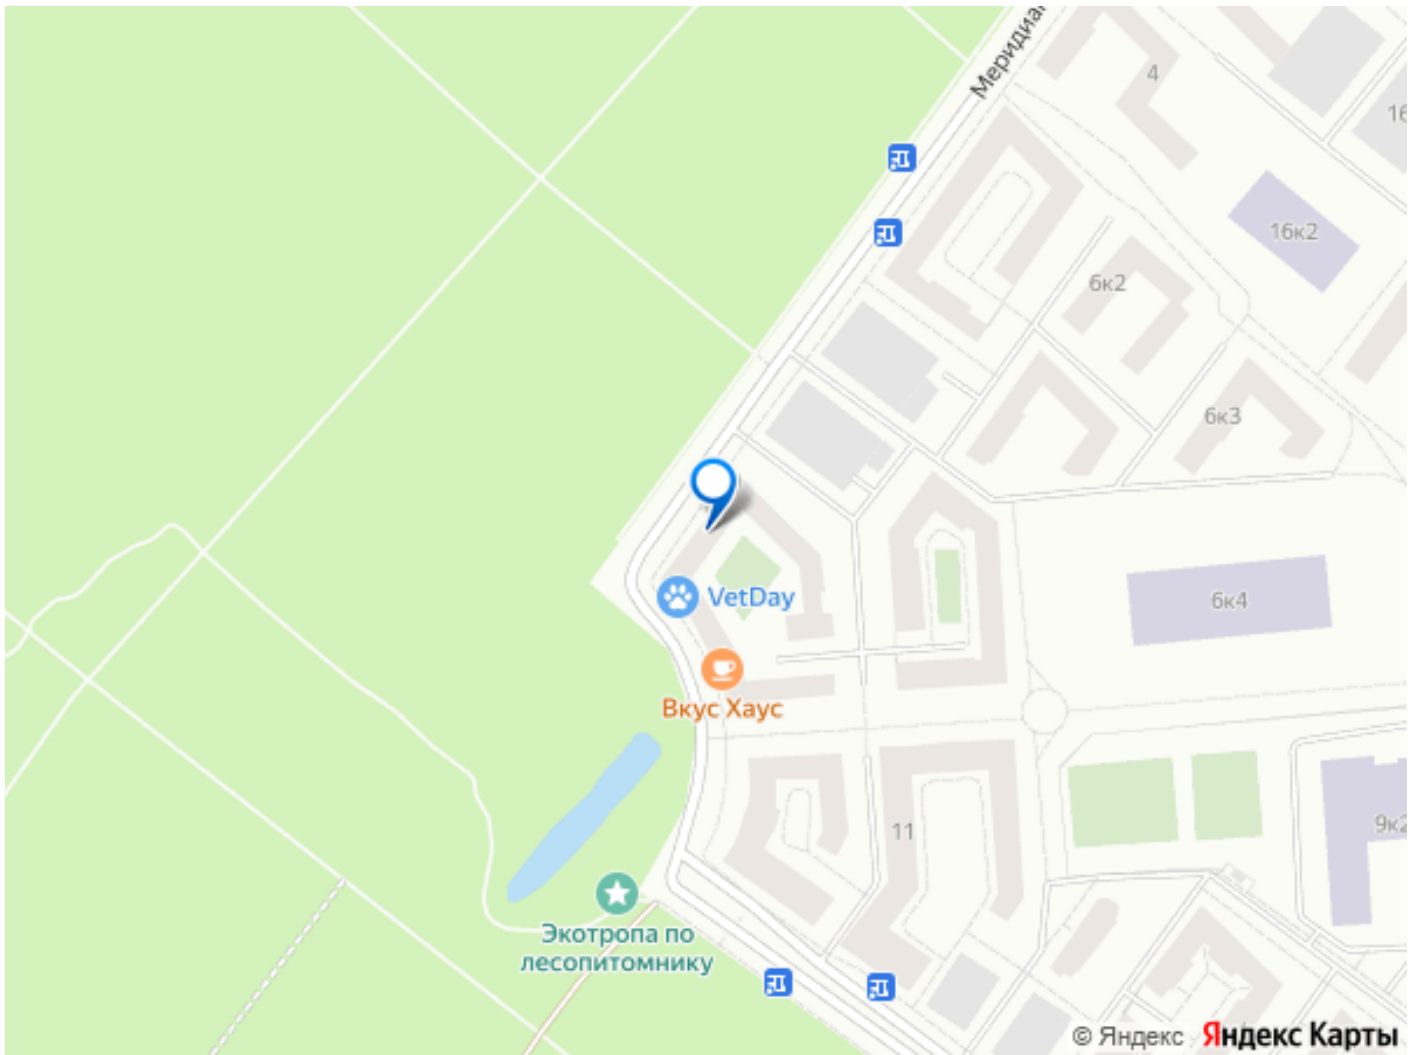 Меридиа
4
16
16к2
6к2
6к3
VetDay
6к4
Вкус Хаус
11
9к2
Экотропа по
лесопитомнику
© Яндекс Яндекс Карты